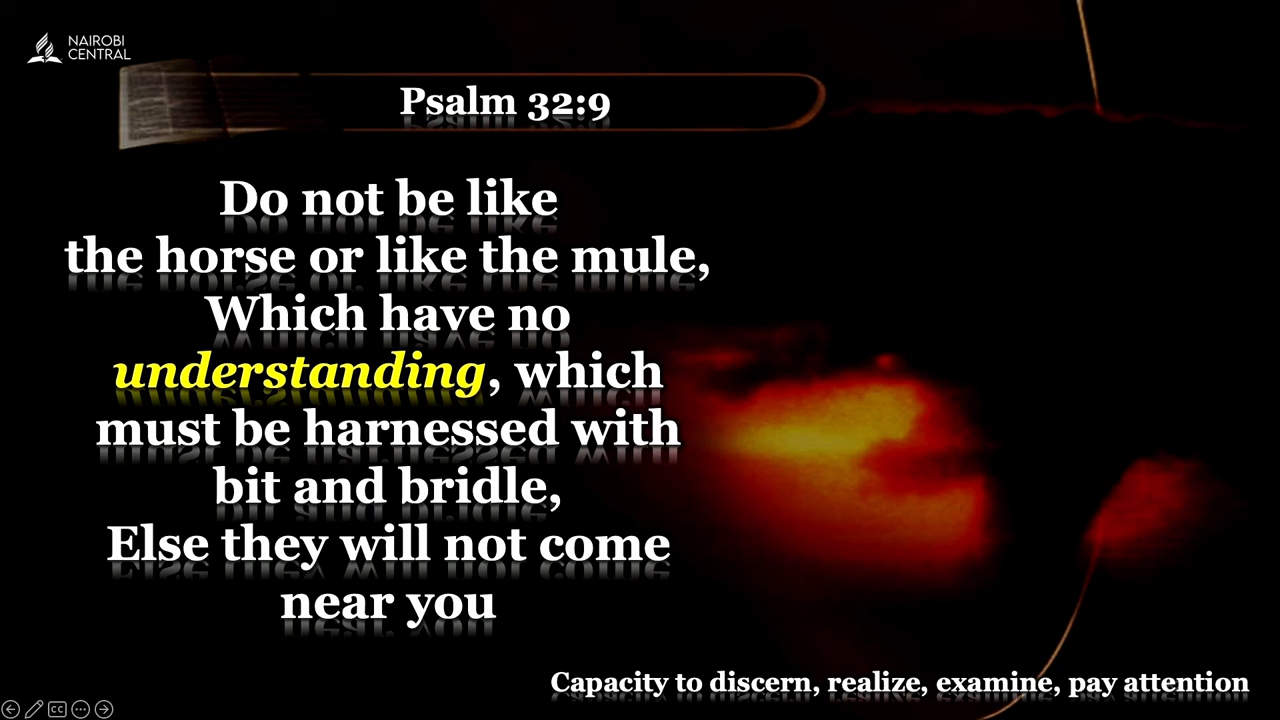 NAIROBI
CENTRAL
Psalm 32:9
Do not be like
the horse or like the mule,
Which have no
understanding, which
must be harnessed with
bit and bridle,
Else they will not come
near you
Capacity to discern, realize, examine, pay attention
CC